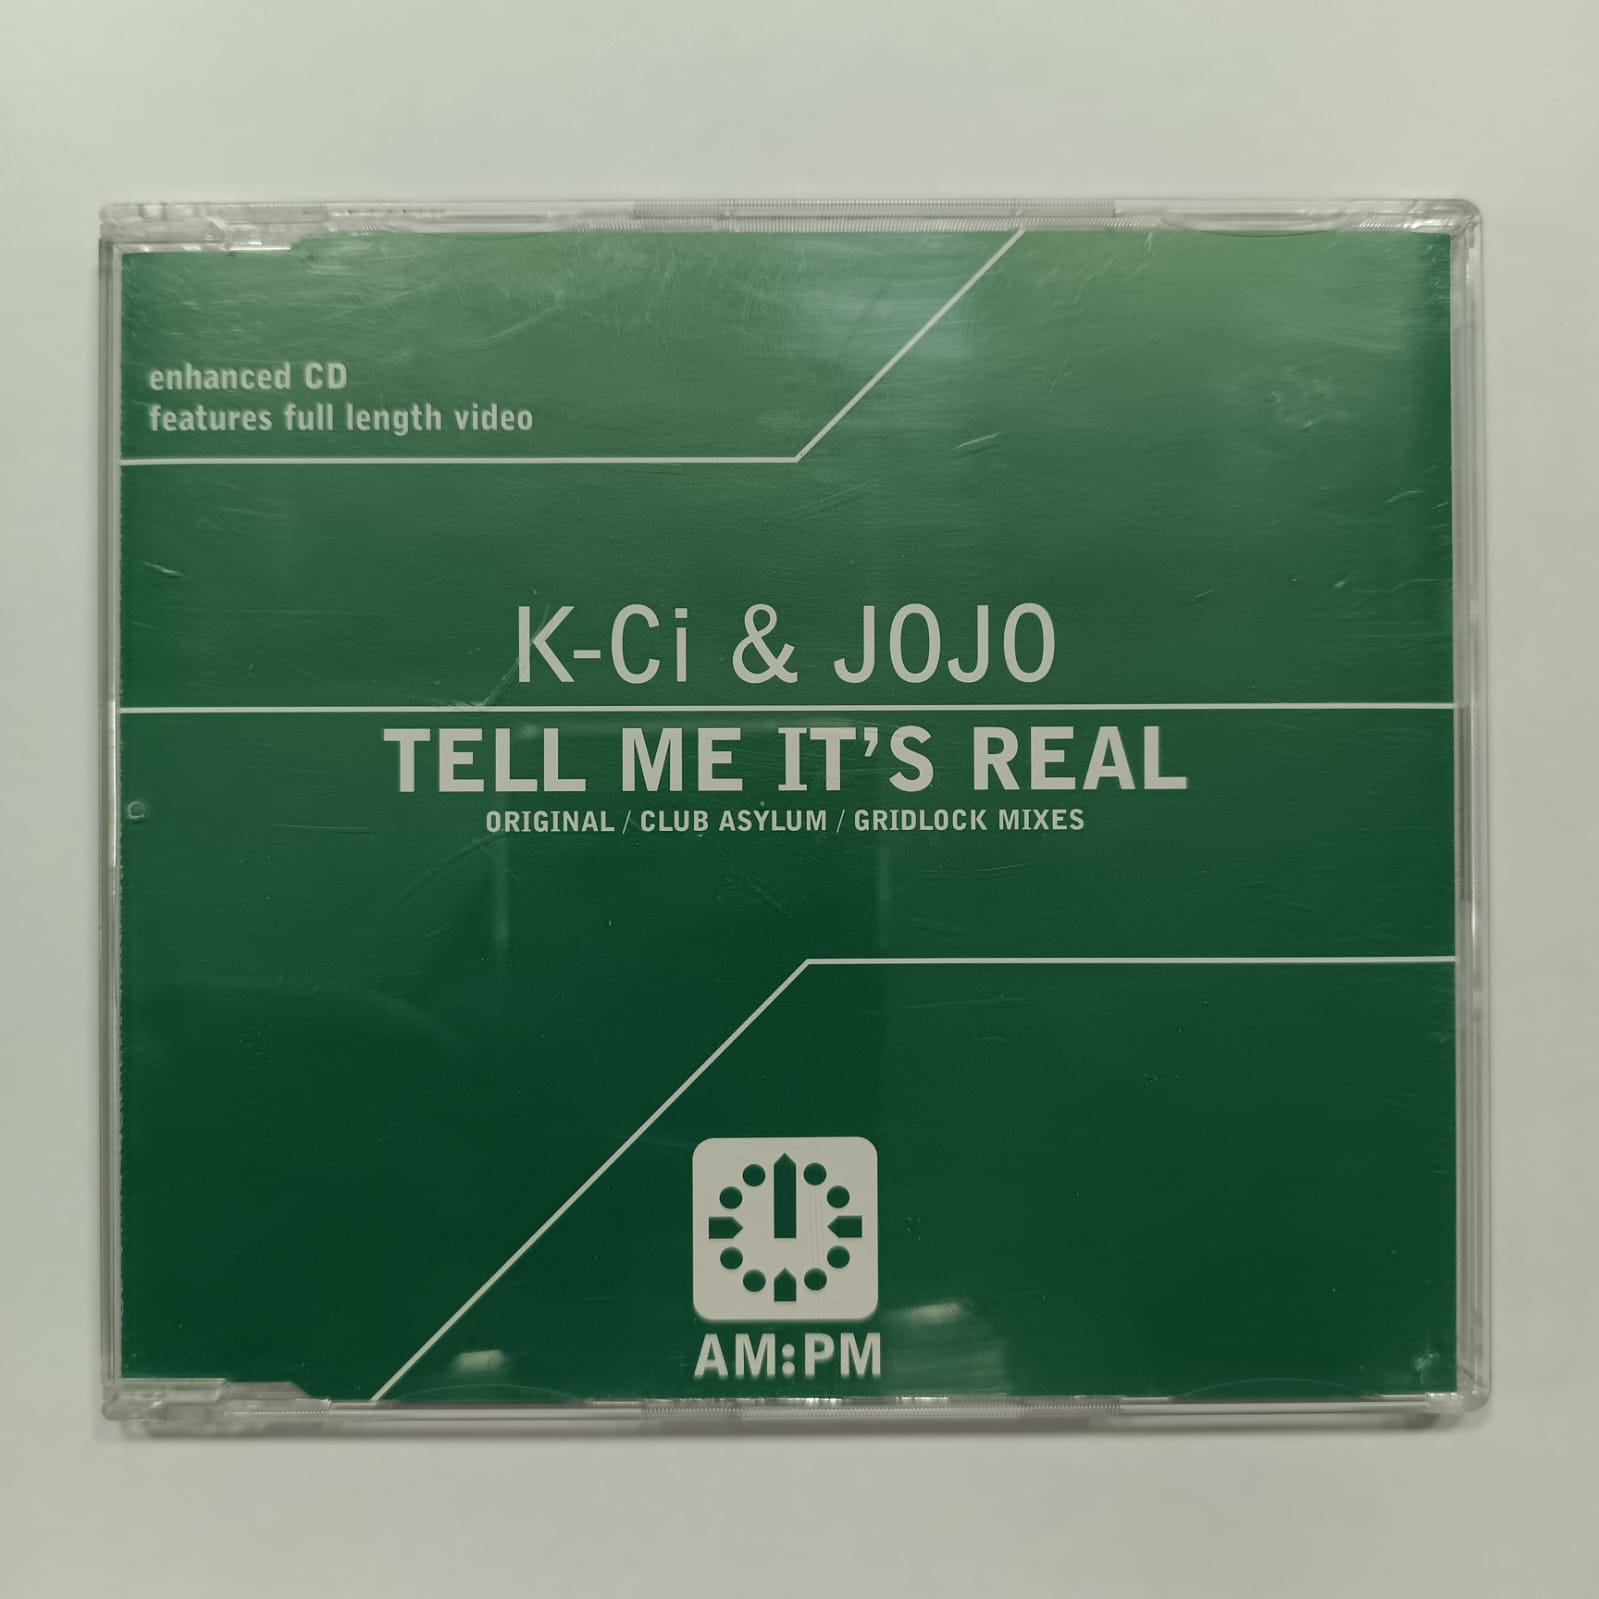 enhanced CD
features full length video
K-Ci & JOJO
TELL ME IT'S REAL
ORIGINAL / CLUB ASYLUM / GRIDLOCK MIXES
AM:PM